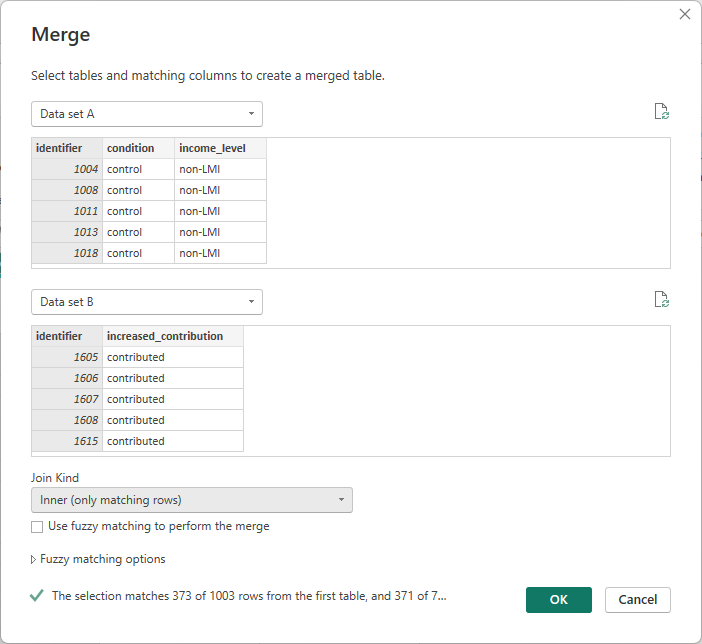 Merge
Select tables and matching columns to create a merged table.
Data set A
identifier condition income_level
1004 control non-LMI
1008 control non-LMI
1011 control non-LMI
1013 control non-LMI
1018 control non-LMI
Data set B
identifier increased_contribution
1605 contributed
1606 contributed
1607 contributed
1608 contributed
1615 contributed
Join Kind
Inner (only matching rows)
Use fuzzy matching to perform the merge
Fuzzy matching options
The selection matches 373 of 1003 rows from the first table, and 371 of 7...
OK Cancel